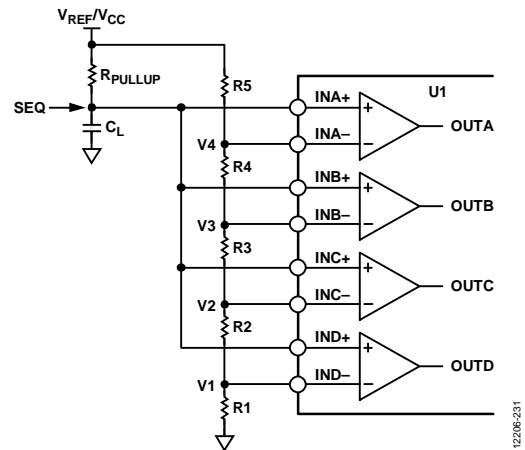 VREF/VCC
RPULLUP
R5
U1
SEQ
INA+
+
OUTA
CL
V4
INA−
−
R4
INB+
+
OUTB
V3
INB−
−
R3
INC+
+
OUTC
V2
INC−
−
R2
IND+
+
OUTD
V1
IND−
−
R1
12206-231